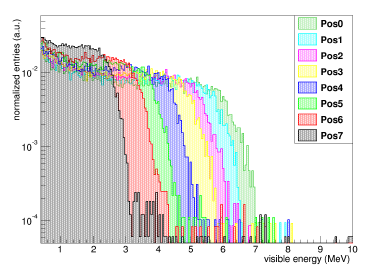 normalized entries (a.u.)
Pos0
Pos1
Pos2
Pos3
Pos4
Pos5
Pos6
Pos7
10⁻²
10⁻³
10⁻⁴
1 2 3 4 5 6 7 8 9 10
visible energy (MeV)